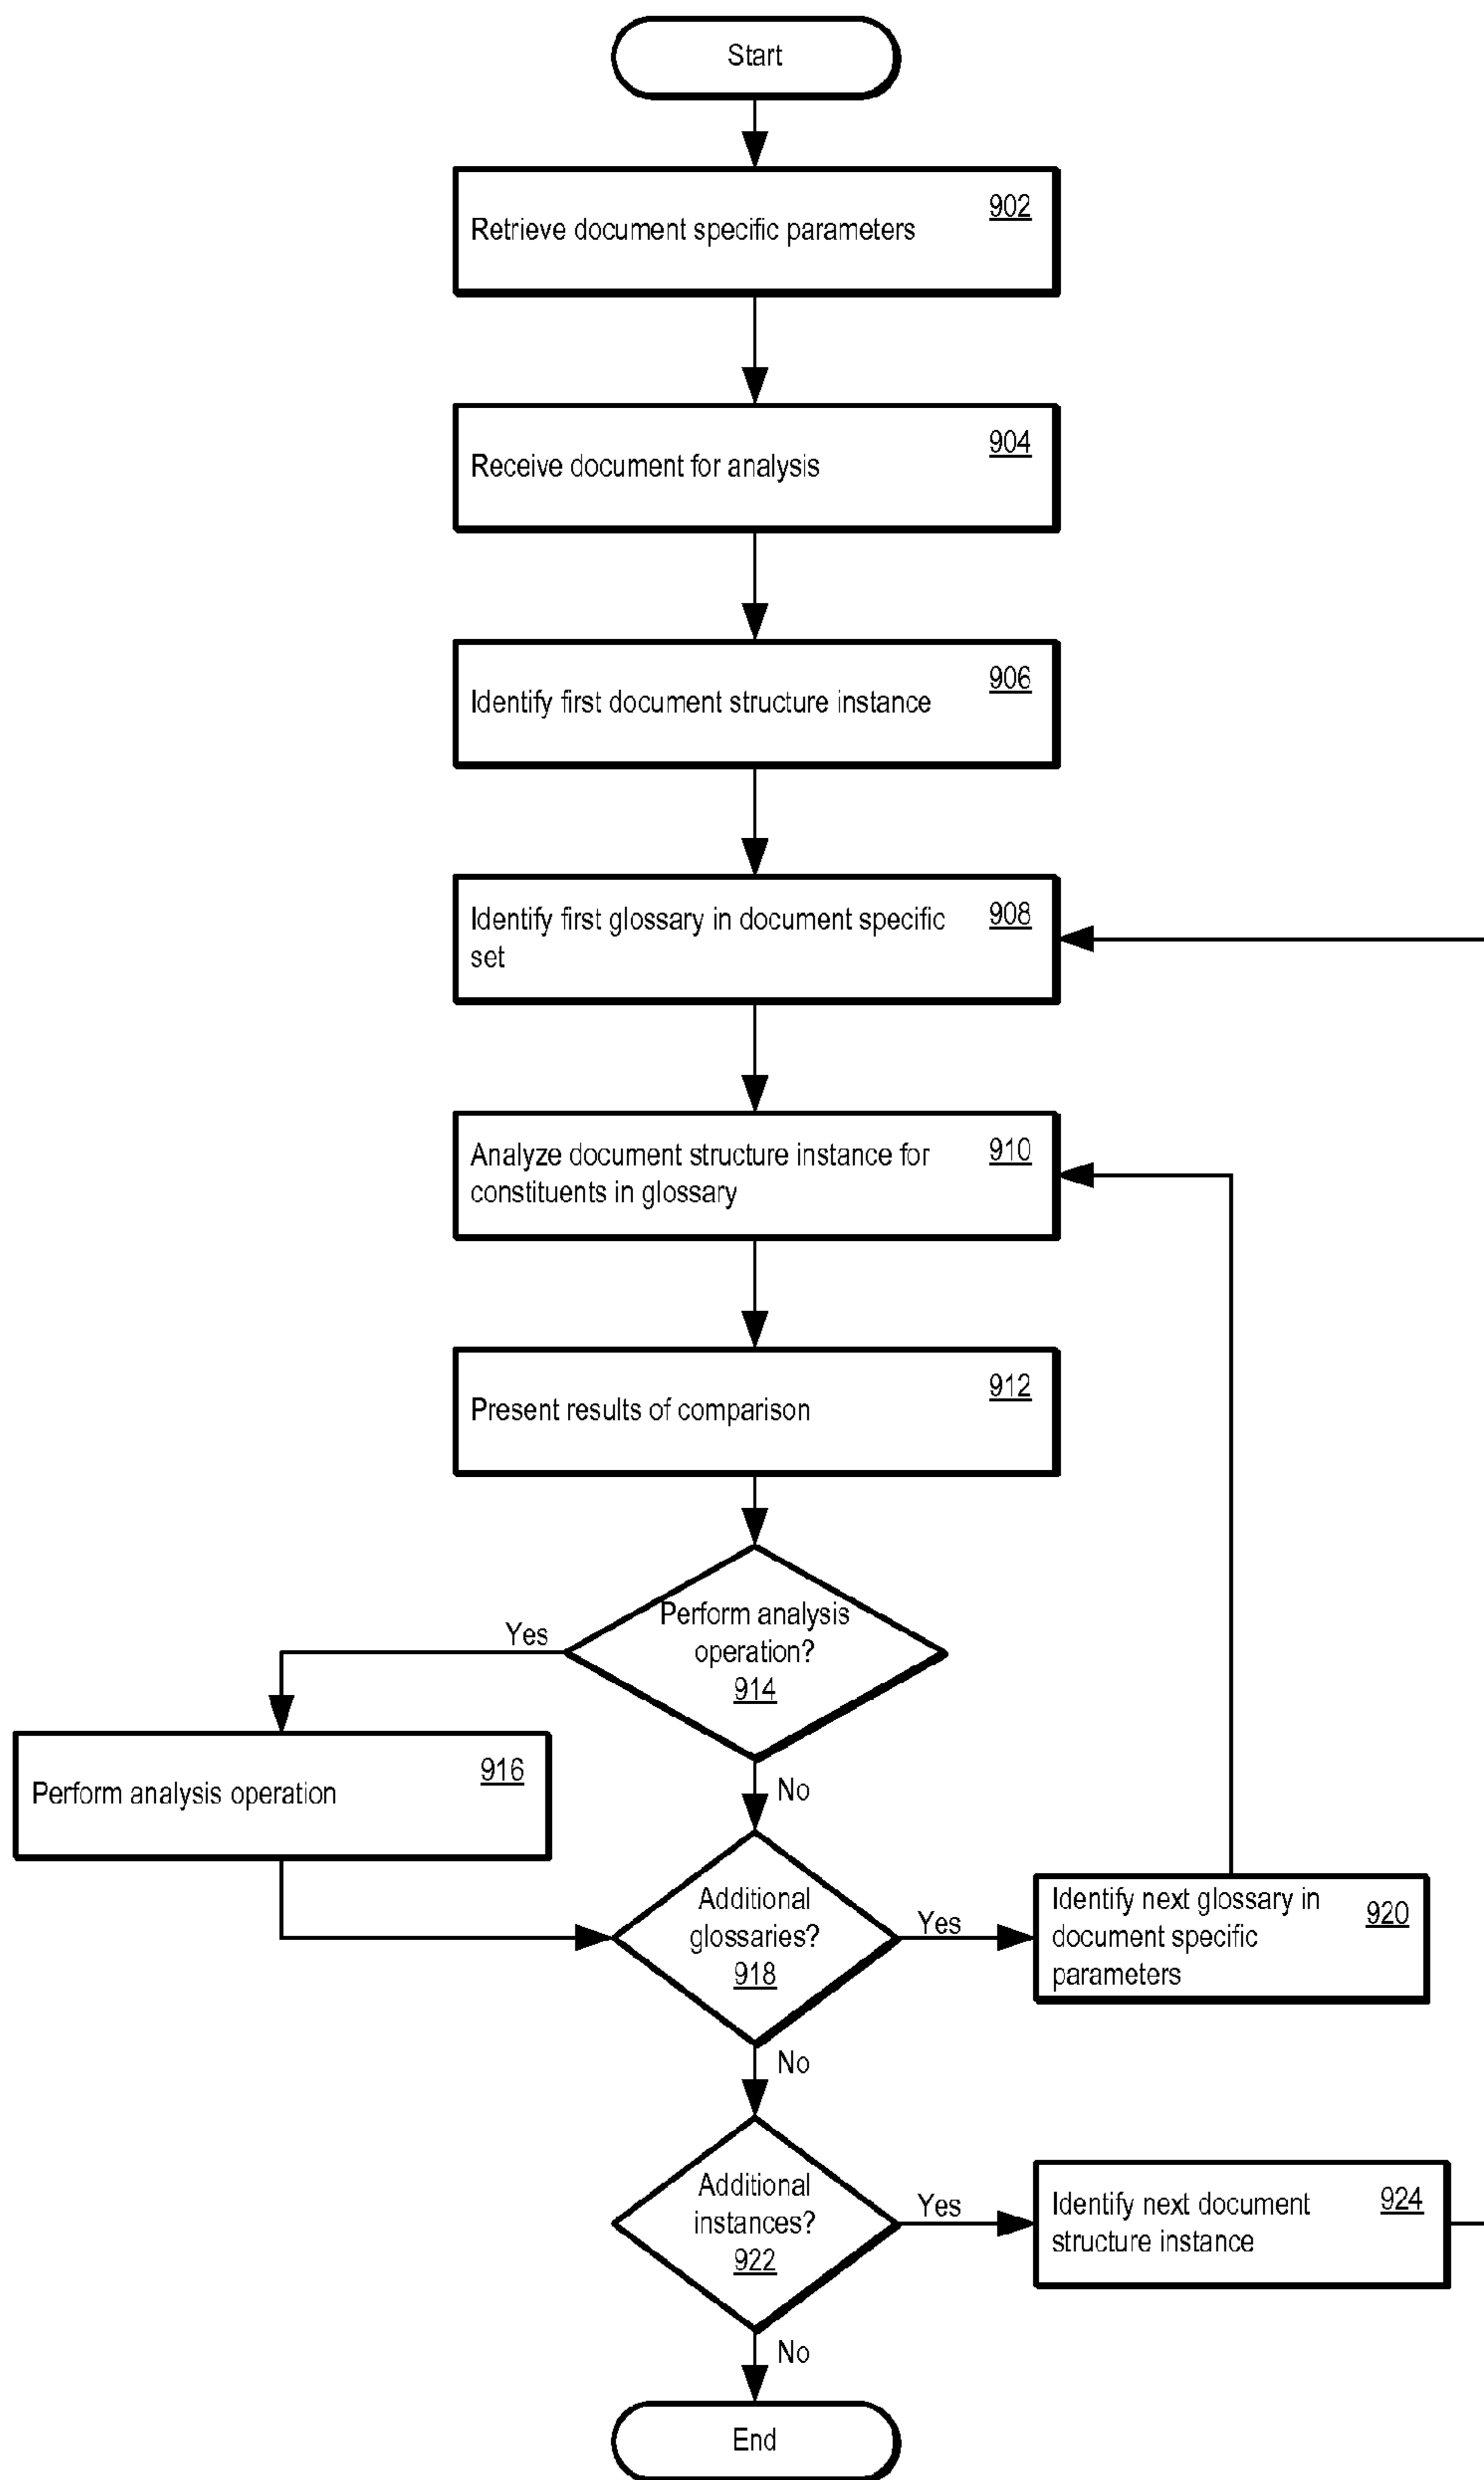 Start
902
Retrieve document specific parameters
904
Receive document for analysis
906
Identify first document structure instance
908
Identify first glossary in document specific
set
910
Analyze document structure instance for
constituents in glossary
912
Present results of comparison
Perform analysis
operation?
914
Yes
No
916
Perform analysis operation
Additional
glossaries?
918
Yes
No
Identify next glossary in
document specific
parameters
920
Additional
instances?
922
Yes
No
Identify next document
structure instance
924
End